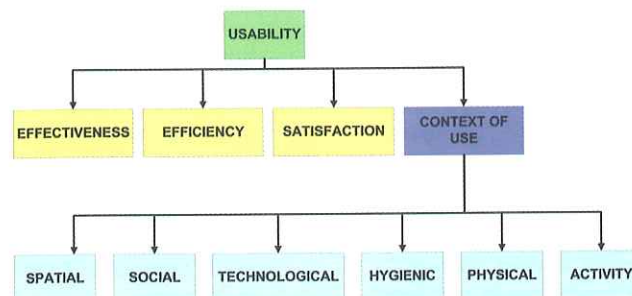 USABILITY
EFFECTIVENESS
EFFICIENCY
SATISFACTION
CONTEXT OF
USE
SPATIAL
SOCIAL
TECHNOLOGICAL
HYGIENIC
PHYSICAL
ACTIVITY